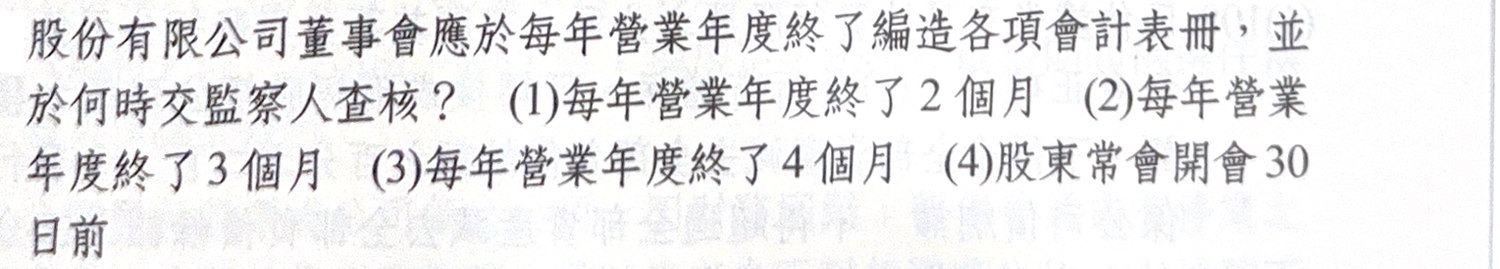 股份有限公司董事會應於每年營業年度終了編造各項會計表冊，並
於何時交監察人查核？ (1)每年營業年度終了2個月 (2)每年營業
年度終了3個月 (3)每年營業年度終了4個月 (4)股東常會開會30
日前